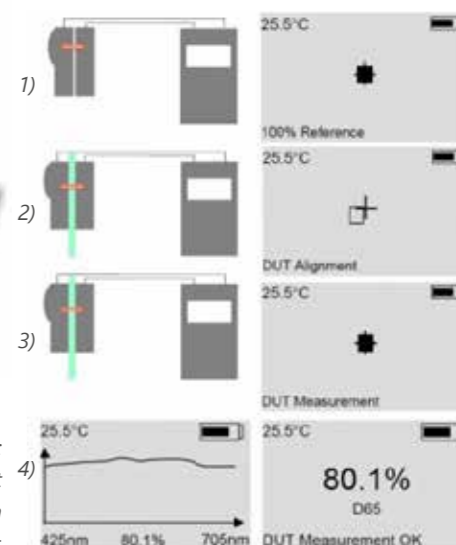 1)
25.5°C
100% Reference
2)
25.5°C
DUT Alignment
3)
25.5°C
DUT Measurement
4)
25.5°C
425nm 80.1% 705nm
25.5°C
80.1%
D65
DUT Measurement OK